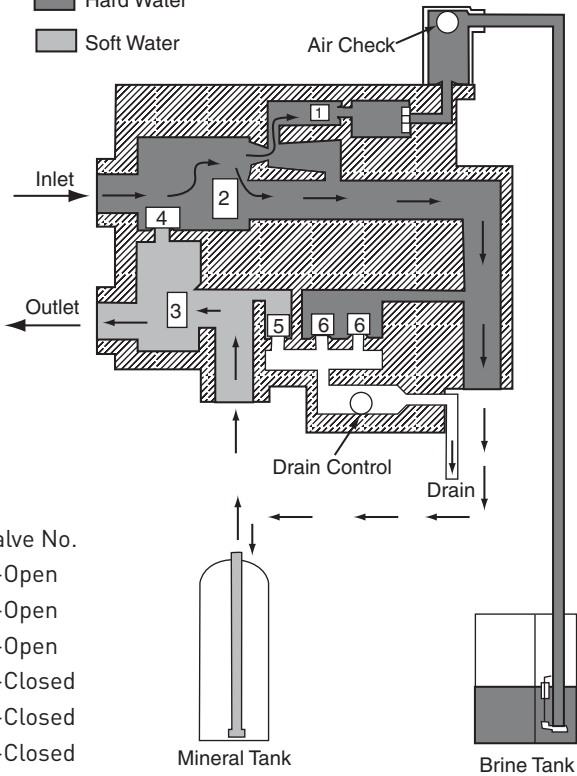 Hard Water
Soft Water
Air Check
1
Inlet
2
4
Outlet
3
5 6 6
Drain Control
Drain
alve No.
-Open
-Open
-Open
-Closed
-Closed
-Closed
Mineral Tank
Brine Tank